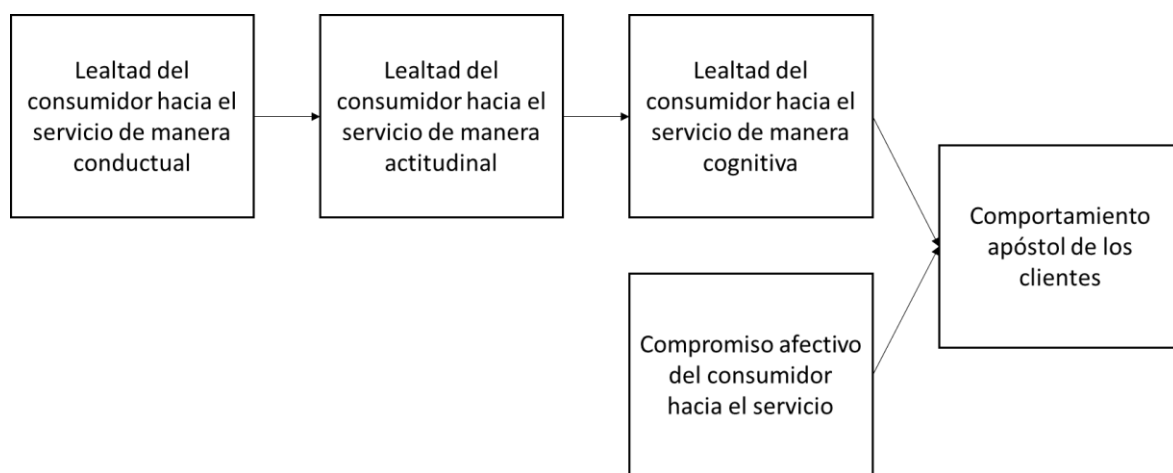 Lealtad del
consumidor hacia el
servicio de manera
conductual
Lealtad del
consumidor hacia el
servicio de manera
actitudinal
Lealtad del
consumidor hacia el
servicio de manera
cognitiva
Comportamiento
apóstol de los
clientes
Compromiso afectivo
del consumidor
hacia el servicio